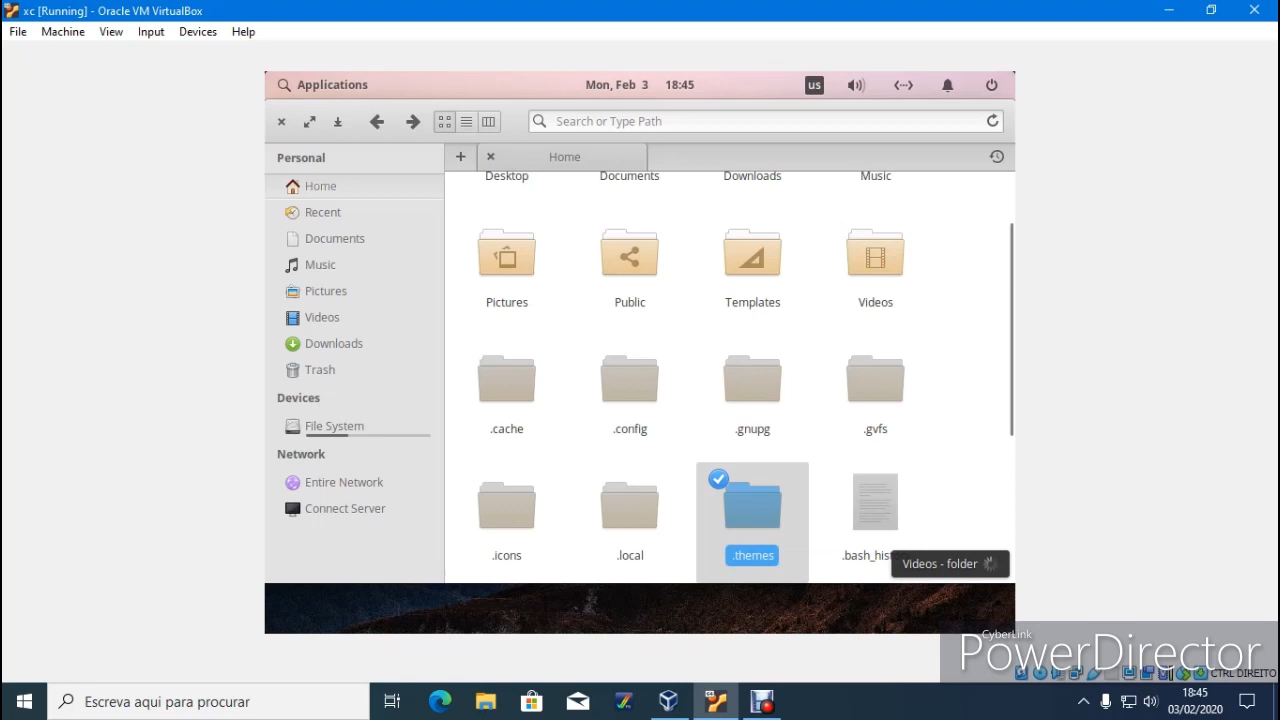 xc [Running] - Oracle VM VirtualBox
File Machine View Input Devices Help
Applications
Mon, Feb 3 18:45
us
Search or Type Path
Personal
Home
Home
Recent
Documents
Music
Pictures
Videos
Downloads
Trash
Devices
File System
Network
Entire Network
Connect Server
Desktop Documents Downloads Music
Pictures Public Templates Videos
.cache .config .gnupg .gvfs
.icons .local .themes
Videos - folder
CyberLink
PowerDirector
CTRL DIREITO
Escreva aqui para procurar
18:45
03/02/2020